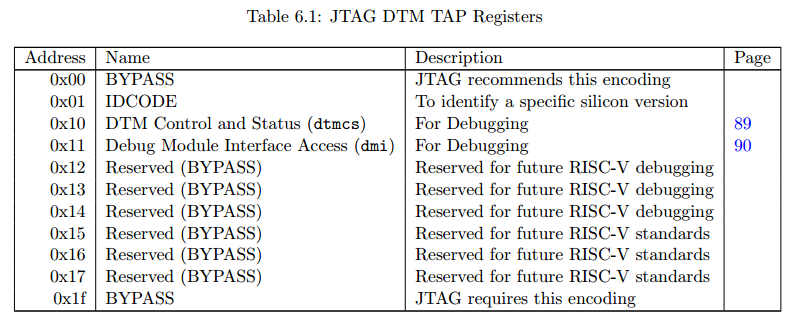 Table 6.1: JTAG DTM TAP Registers
Address Name Description Page
0x00 BYPASS JTAG recommends this encoding
0x01 IDCODE To identify a specific silicon version
0x10 DTM Control and Status (dtmcs) For Debugging 89
0x11 Debug Module Interface Access (dmi) For Debugging 90
0x12 Reserved (BYPASS) Reserved for future RISC-V debugging
0x13 Reserved (BYPASS) Reserved for future RISC-V debugging
0x14 Reserved (BYPASS) Reserved for future RISC-V debugging
0x15 Reserved (BYPASS) Reserved for future RISC-V standards
0x16 Reserved (BYPASS) Reserved for future RISC-V standards
0x17 Reserved (BYPASS) Reserved for future RISC-V standards
0x1f BYPASS JTAG requires this encoding